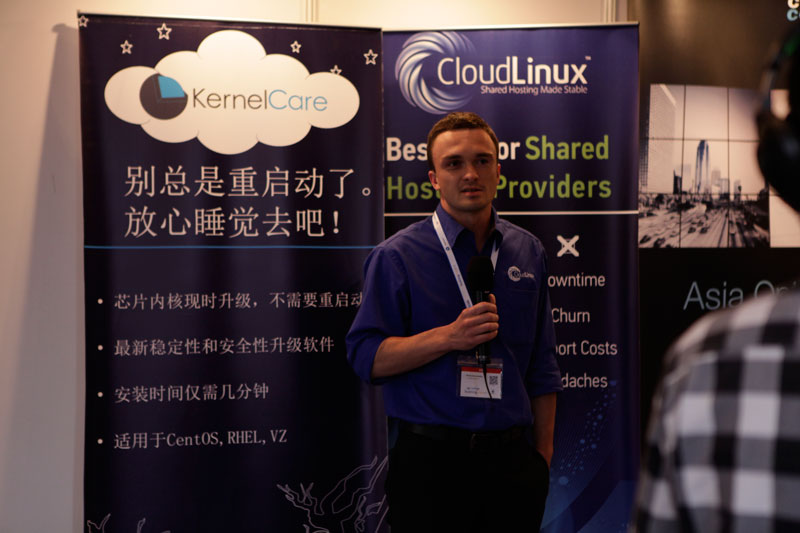 KernelCare
别总是重启动了。
放心睡觉去吧！
• 芯片内核现时升级，不需要重启动
• 最新稳定性和安全性升级软件
• 安装时间仅需几分钟
• 适用于CentOS,RHEL,VZ
CloudLinux™
Shared Hosting Made Stable
Shared
Providers
Churn
Costs
CloudLinux
Asia